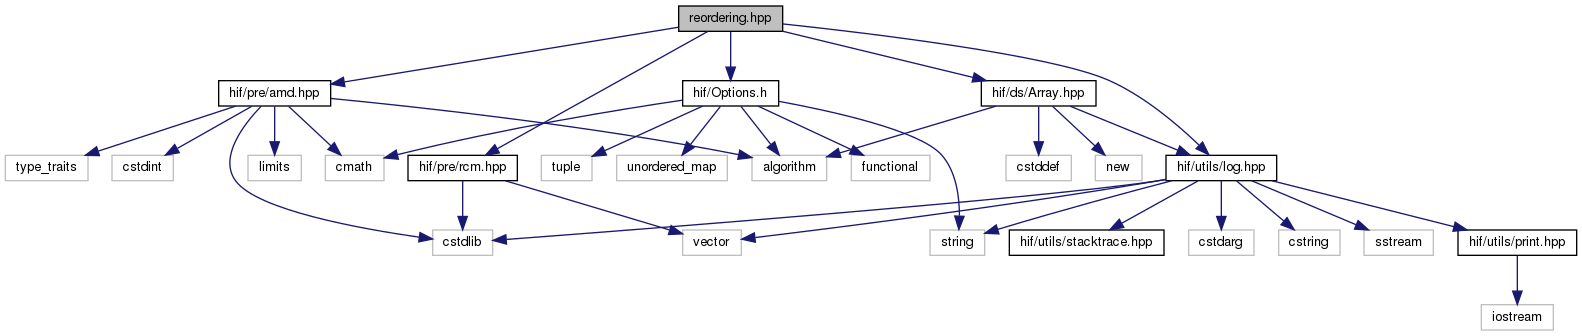 reordering.hpp
hif/pre/amd.hpp
hif/Options.h
hif/ds/Array.hpp
type_traits
cstdint
limits
cmath
hif/pre/rcm.hpp
tuple
unordered_map
algorithm
functional
cstddef
new
hif/utils/log.hpp
cstdlib
vector
string
hif/utils/stacktrace.hpp
cstdarg
cstring
sstream
hif/utils/print.hpp
iostream